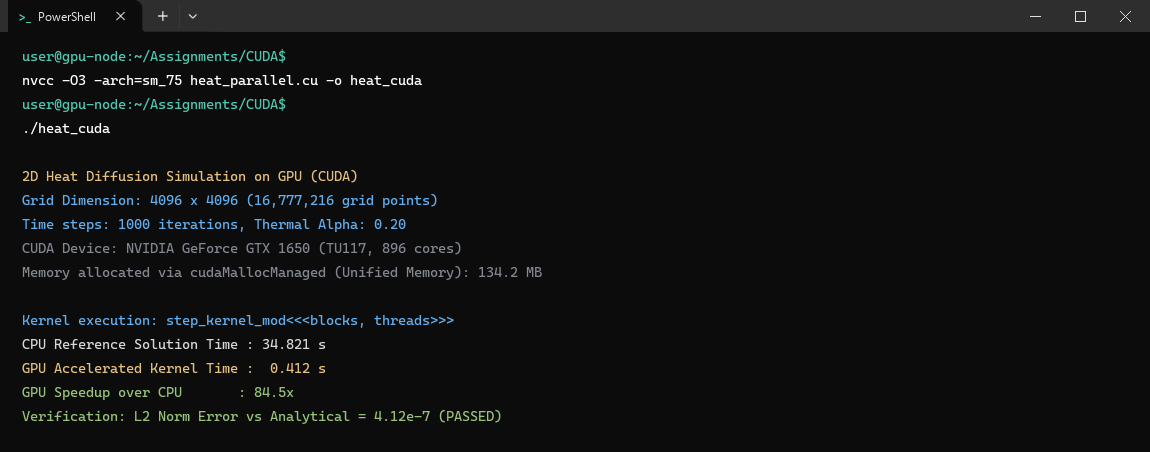 >_ PowerShell
user@gpu-node:~/Assignments/CUDA$
nvcc -O3 -arch=sm_75 heat_parallel.cu -o heat_cuda
user@gpu-node:~/Assignments/CUDA$
./heat_cuda
2D Heat Diffusion Simulation on GPU (CUDA)
Grid Dimension: 4096 x 4096 (16,777,216 grid points)
Time steps: 1000 iterations, Thermal Alpha: 0.20
CUDA Device: NVIDIA GeForce GTX 1650 (TU117, 896 cores)
Memory allocated via cudaMallocManaged (Unified Memory): 134.2 MB
Kernel execution: step_kernel_mod<<<blocks, threads>>>
CPU Reference Solution Time : 34.821 s
GPU Accelerated Kernel Time :  0.412 s
GPU Speedup over CPU       : 84.5x
Verification: L2 Norm Error vs Analytical = 4.12e-7 (PASSED)